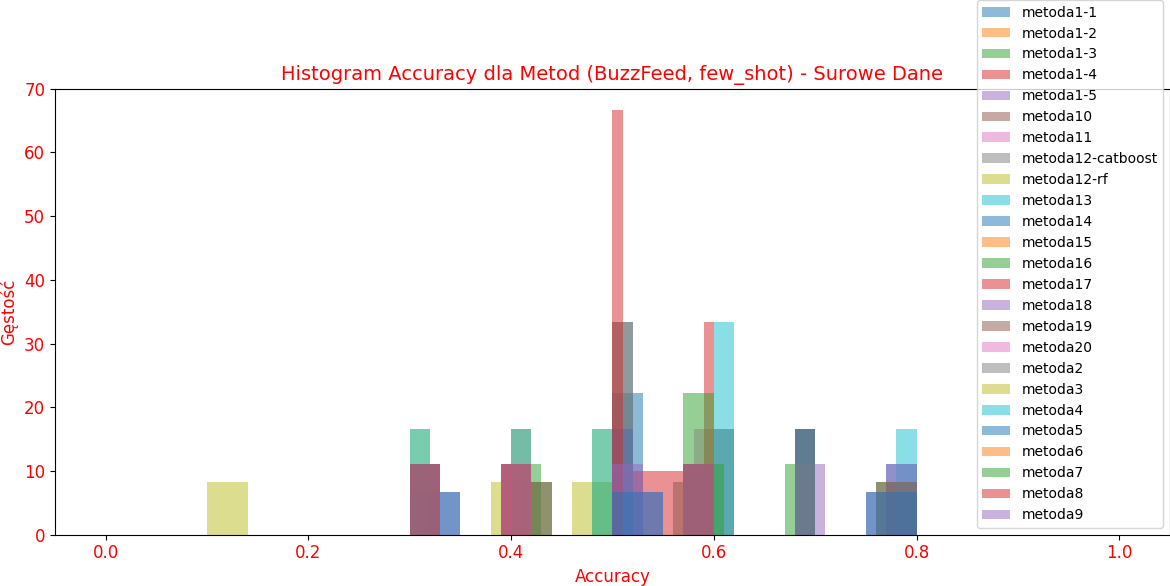 Histogram Accuracy dla Metod (BuzzFeed, few_shot) - Surowe Dane
Gęstość
70
60
50
40
30
20
10
0
0.0
0.2
0.4
0.6
0.8
1.0
Accuracy
metoda1-1
metoda1-2
metoda1-3
metoda1-4
metoda1-5
metoda10
metoda11
metoda12-catboost
metoda12-rf
metoda13
metoda14
metoda15
metoda16
metoda17
metoda18
metoda19
metoda20
metoda2
metoda3
metoda4
metoda5
metoda6
metoda7
metoda8
metoda9